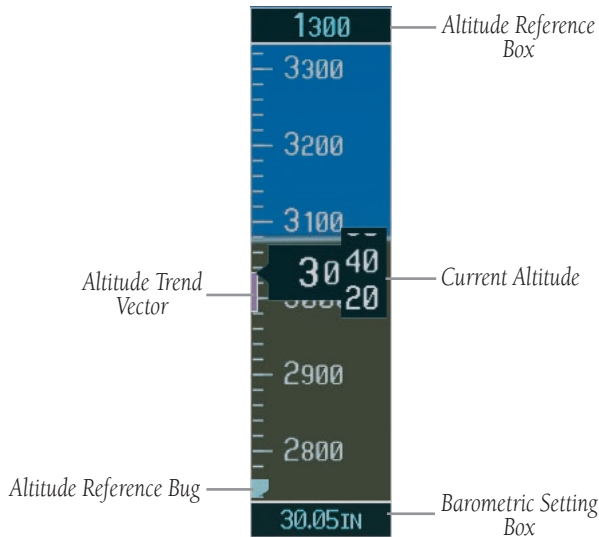 1300
Altitude Reference
Box
3300
3200
3100
30
40
20
Current Altitude
Altitude Trend
Vector
2900
2800
Altitude Reference Bug
30.05IN
Barometric Setting
Box